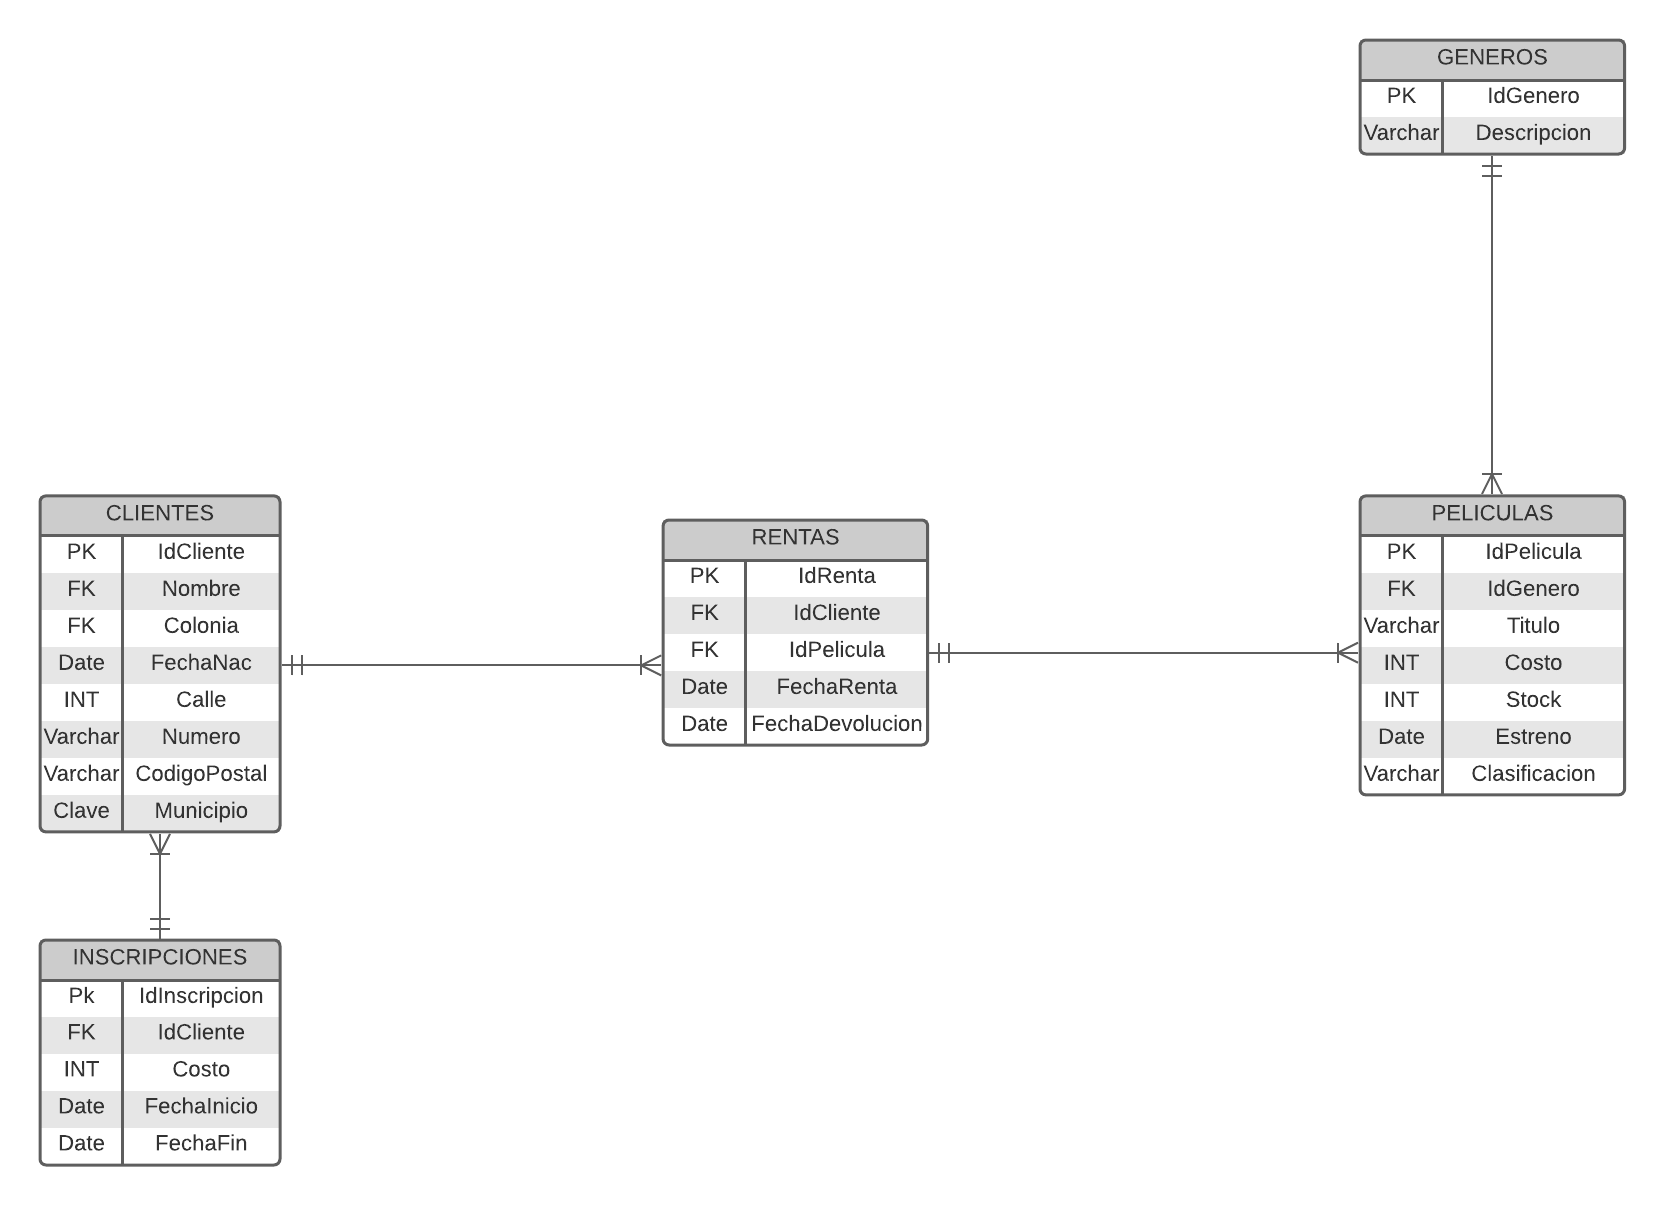 GENEROS
PK IdGenero
Varchar Descripcion
CLIENTES
PK IdCliente
FK Nombre
FK Colonia
Date FechaNac
INT Calle
Varchar Numero
Varchar CodigoPostal
Clave Municipio
RENTAS
PK IdRenta
FK IdCliente
FK IdPelicula
Date FechaRenta
Date FechaDevolucion
PELICULAS
PK IdPelicula
FK IdGenero
Varchar Titulo
INT Costo
INT Stock
Date Estreno
Varchar Clasificacion
INSCRIPCIONES
Pk IdInscripcion
FK IdCliente
INT Costo
Date FechaInicio
Date FechaFin